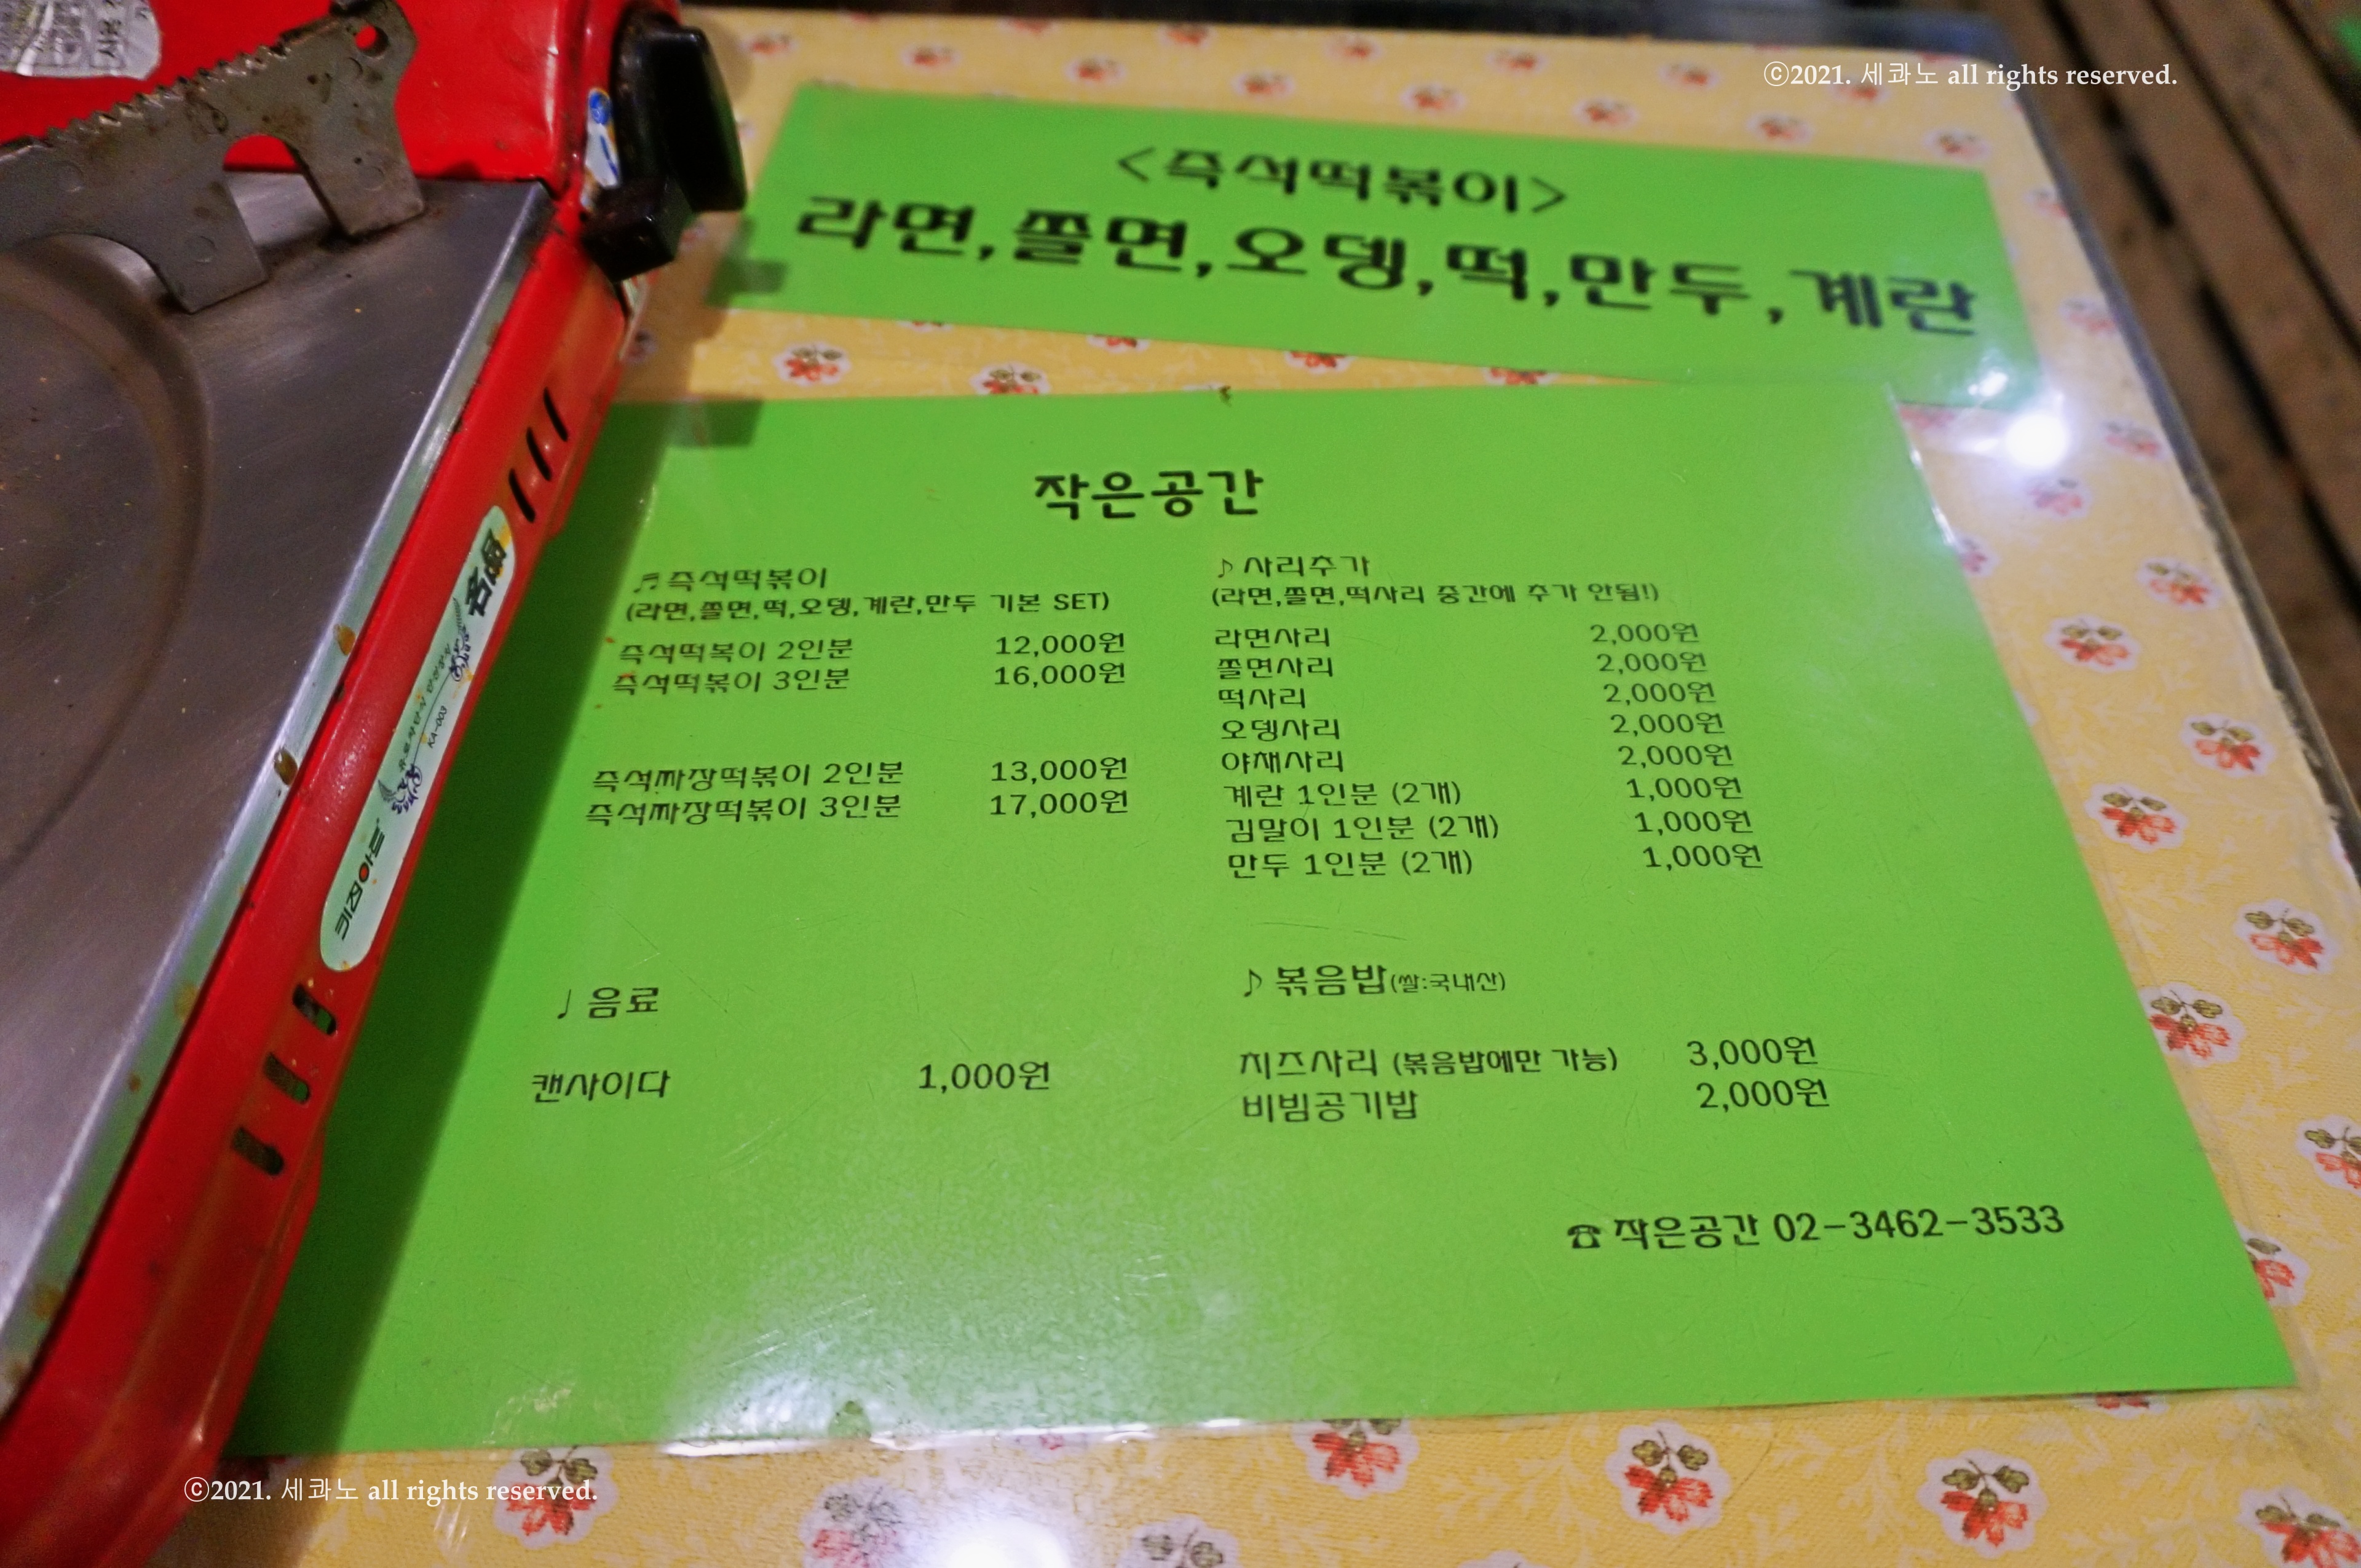 ⓒ2021. 세콰노 all rights reserved.
<즉석떡볶이>
라면,쫄면,오뎅,떡,만두,계란
작은공간
♬즉석떡볶이
(라면,쫄면,떡,오뎅,계란,만두 기본 SET)
즉석떡볶이 2인분 12,000원
즉석떡볶이 3인분 16,000원
즉석짜장떡볶이 2인분 13,000원
즉석짜장떡볶이 3인분 17,000원
♪ 사리추가
(라면,쫄면,떡사리 중간에 추가 안됨!)
라면사리 2,000원
쫄면사리 2,000원
떡사리 2,000원
오뎅사리 2,000원
야채사리 2,000원
계란 1인분 (2개) 1,000원
김말이 1인분 (2개) 1,000원
만두 1인분 (2개) 1,000원
♩ 음료
캔사이다 1,000원
♪ 볶음밥(쌀:국내산)
치즈사리 (볶음밥에만 가능) 3,000원
비빔공기밥 2,000원
☎ 작은공간 02-3462-3533
키친아트
KA-003
명품
ⓒ2021. 세콰노 all rights reserved.